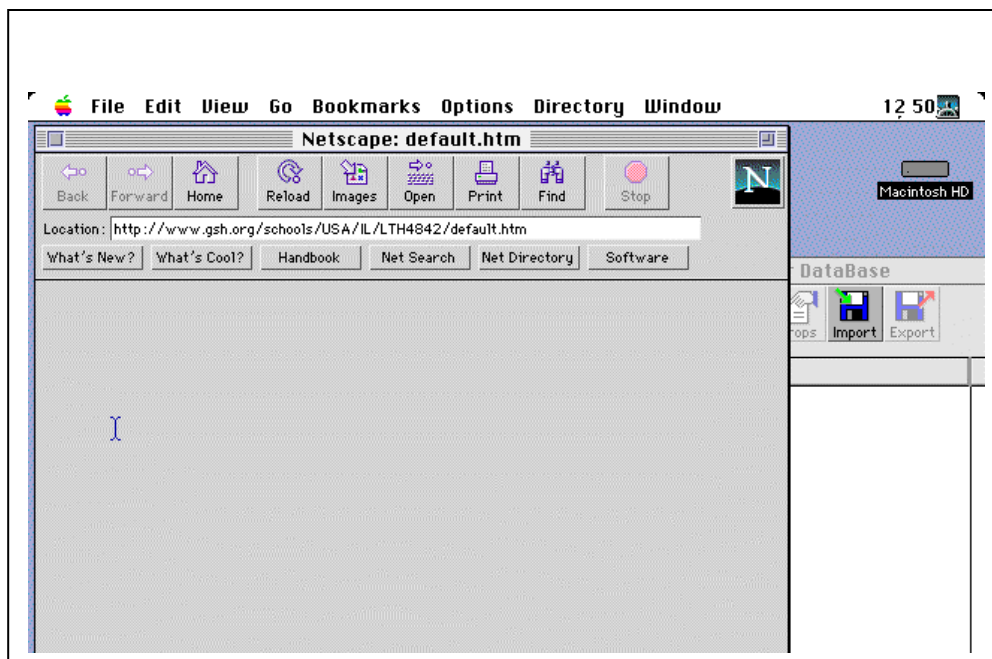 File Edit View Go Bookmarks Options Directory Window 12 50
Netscape: default.htm
Back Forward Home Reload Images Open Print Find Stop N
Macintosh HD
Location: http://www.gsh.org/schools/USA/IL/LTH4842/default.htm
What's New? What's Cool? Handbook Net Search Net Directory Software
DataBase
rops Import Export